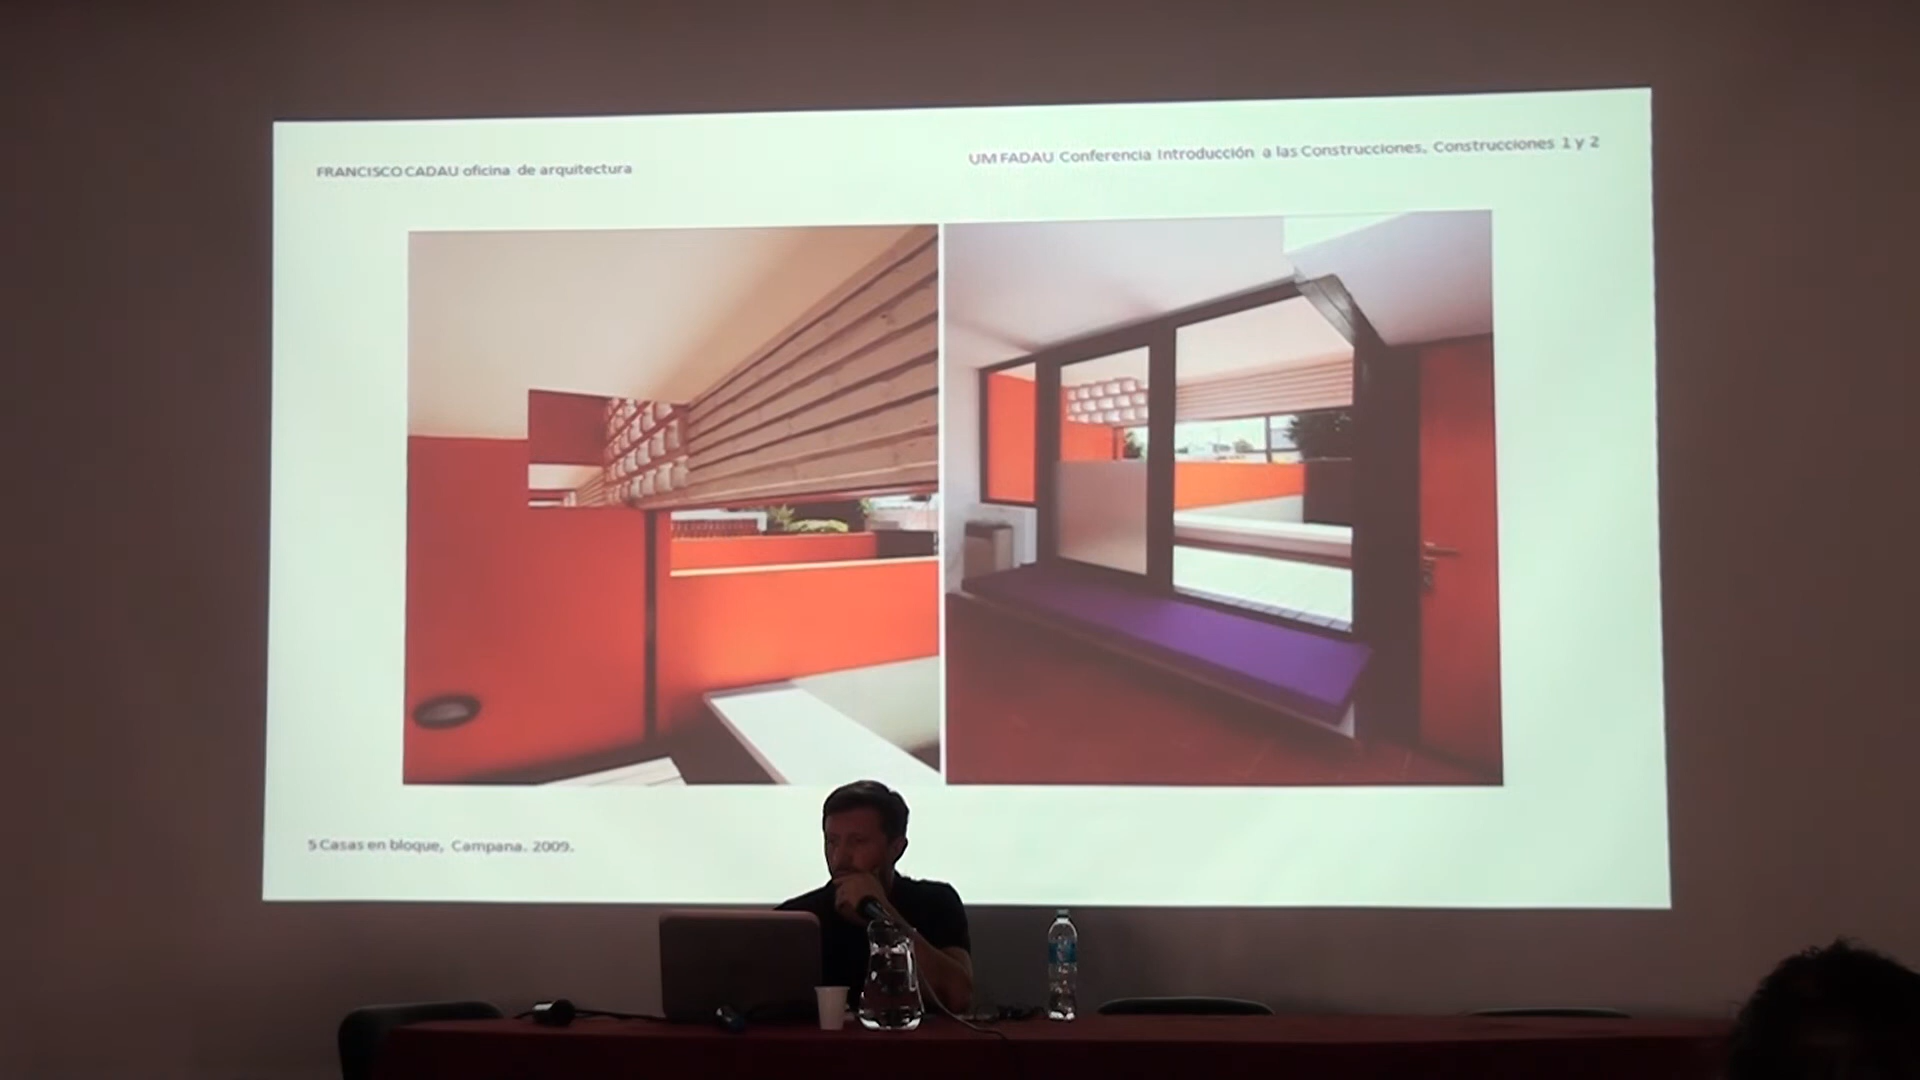 FRANCISCO CADAU oficina de arquitectura
UM FADAU Conferencia Introducción a las Construcciones, Construcciones 1 y 2
5 Casas en bloque, Campana. 2009.